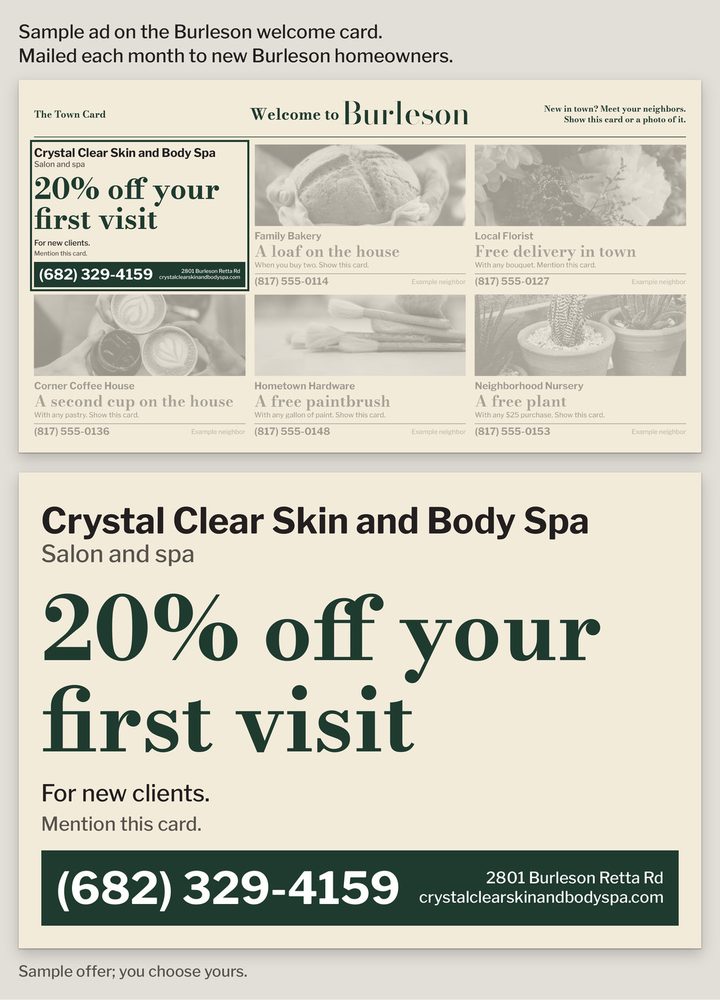 Sample ad on the Burleson welcome card.
Mailed each month to new Burleson homeowners.
The Town Card
Welcome to Burleson
New in town? Meet your neighbors.
Show this card or a photo of it.
Crystal Clear Skin and Body Spa
Salon and spa
20% off your
first visit
For new clients.
Mention this card.
(682) 329-4159
2801 Burleson Retta Rd
crystalclearskinandbodyspa.com
Family Bakery
A loaf on the house
When you buy two. Show this card.
(817) 555-0114
Example neighbor
Local Florist
Free delivery in town
With any bouquet. Mention this card.
(817) 555-0127
Example neighbor
Corner Coffee House
A second cup on the house
With any pastry. Show this card.
(817) 555-0136
Example neighbor
Hometown Hardware
A free paintbrush
With any gallon of paint. Show this card.
(817) 555-0148
Example neighbor
Neighborhood Nursery
A free plant
With any $25 purchase. Show this card.
(817) 555-0153
Example neighbor
Crystal Clear Skin and Body Spa
Salon and spa
20% off your
first visit
For new clients.
Mention this card.
(682) 329-4159
2801 Burleson Retta Rd
crystalclearskinandbodyspa.com
Sample offer; you choose yours.